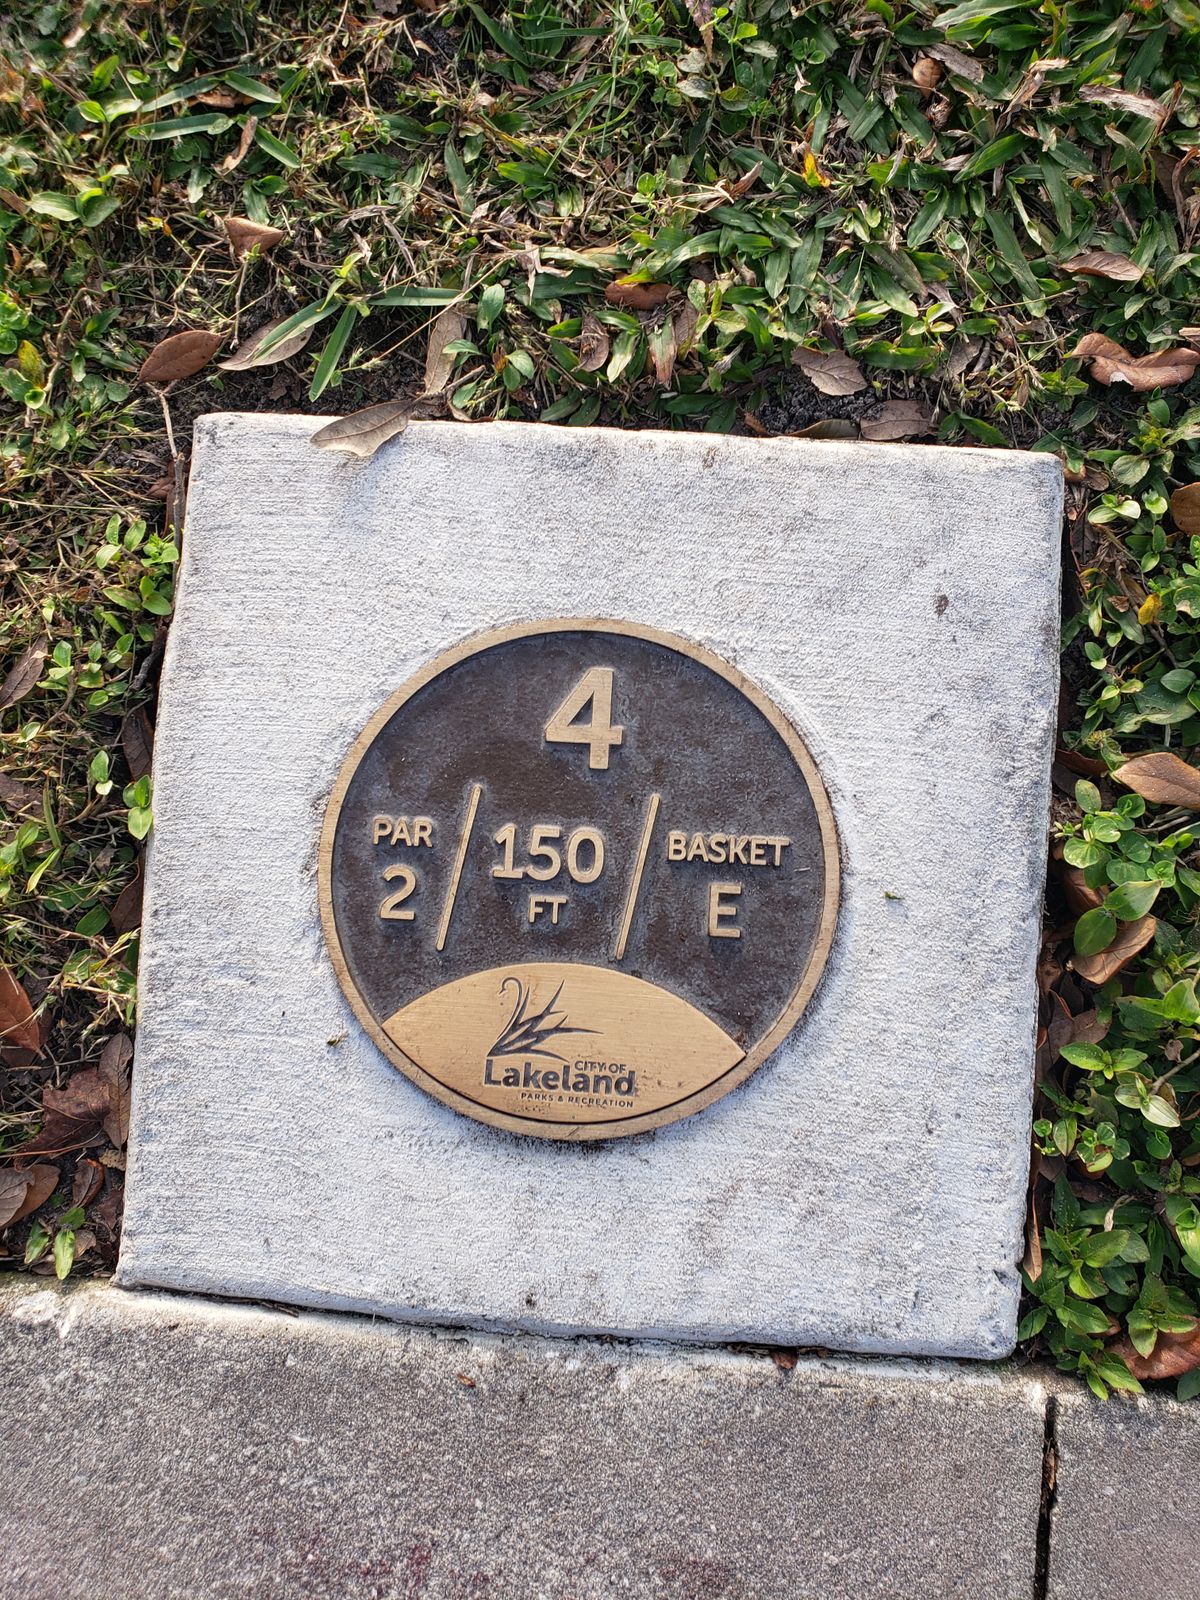 4
PAR
2
150
FT
BASKET
E
CITY OF
Lakeland
PARKS & RECREATION